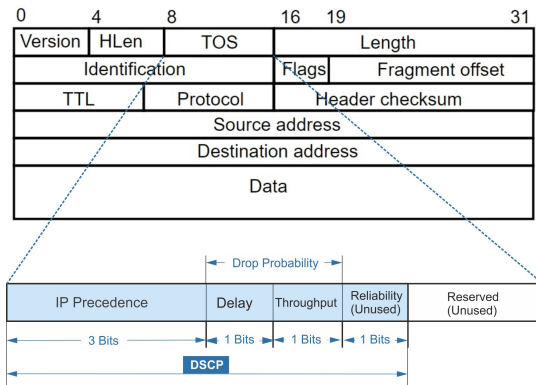 0 4 8 16 19 31
Version HLen TOS Length
Identification Flags Fragment offset
TTL Protocol Header checksum
Source address
Destination address
Data
Drop Probability
IP Precedence Delay Throughput Reliability (Unused) Reserved (Unused)
3 Bits 1 Bits 1 Bits 1 Bits
DSCP